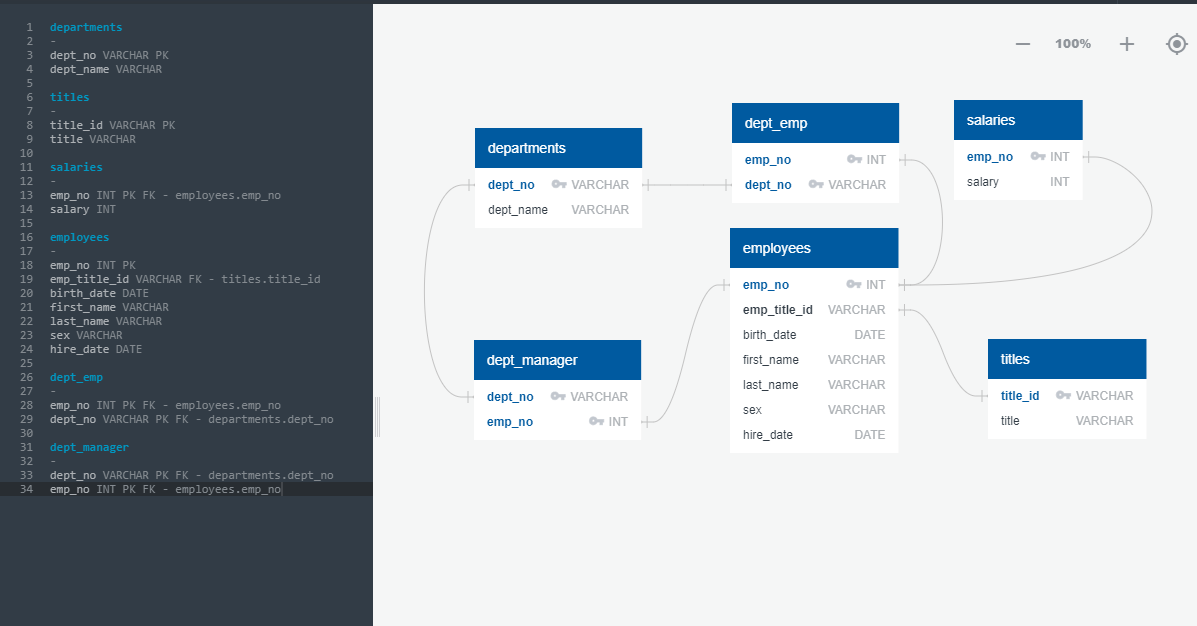 1 departments
2 -
3 dept_no VARCHAR PK
4 dept_name VARCHAR
5
6 titles
7 -
8 title_id VARCHAR PK
9 title VARCHAR
10
11 salaries
12 -
13 emp_no INT PK FK - employees.emp_no
14 salary INT
15
16 employees
17 -
18 emp_no INT PK
19 emp_title_id VARCHAR FK - titles.title_id
20 birth_date DATE
21 first_name VARCHAR
22 last_name VARCHAR
23 sex VARCHAR
24 hire_date DATE
25
26 dept_emp
27 -
28 emp_no INT PK FK - employees.emp_no
29 dept_no VARCHAR PK FK - departments.dept_no
30
31 dept_manager
32 -
33 dept_no VARCHAR PK FK - departments.dept_no
34 emp_no INT PK FK - employees.emp_no
100%
departments
dept_no VARCHAR
dept_name VARCHAR
dept_emp
emp_no INT
dept_no VARCHAR
salaries
emp_no INT
salary INT
employees
emp_no INT
emp_title_id VARCHAR
birth_date DATE
first_name VARCHAR
last_name VARCHAR
sex VARCHAR
hire_date DATE
dept_manager
dept_no VARCHAR
emp_no INT
titles
title_id VARCHAR
title VARCHAR